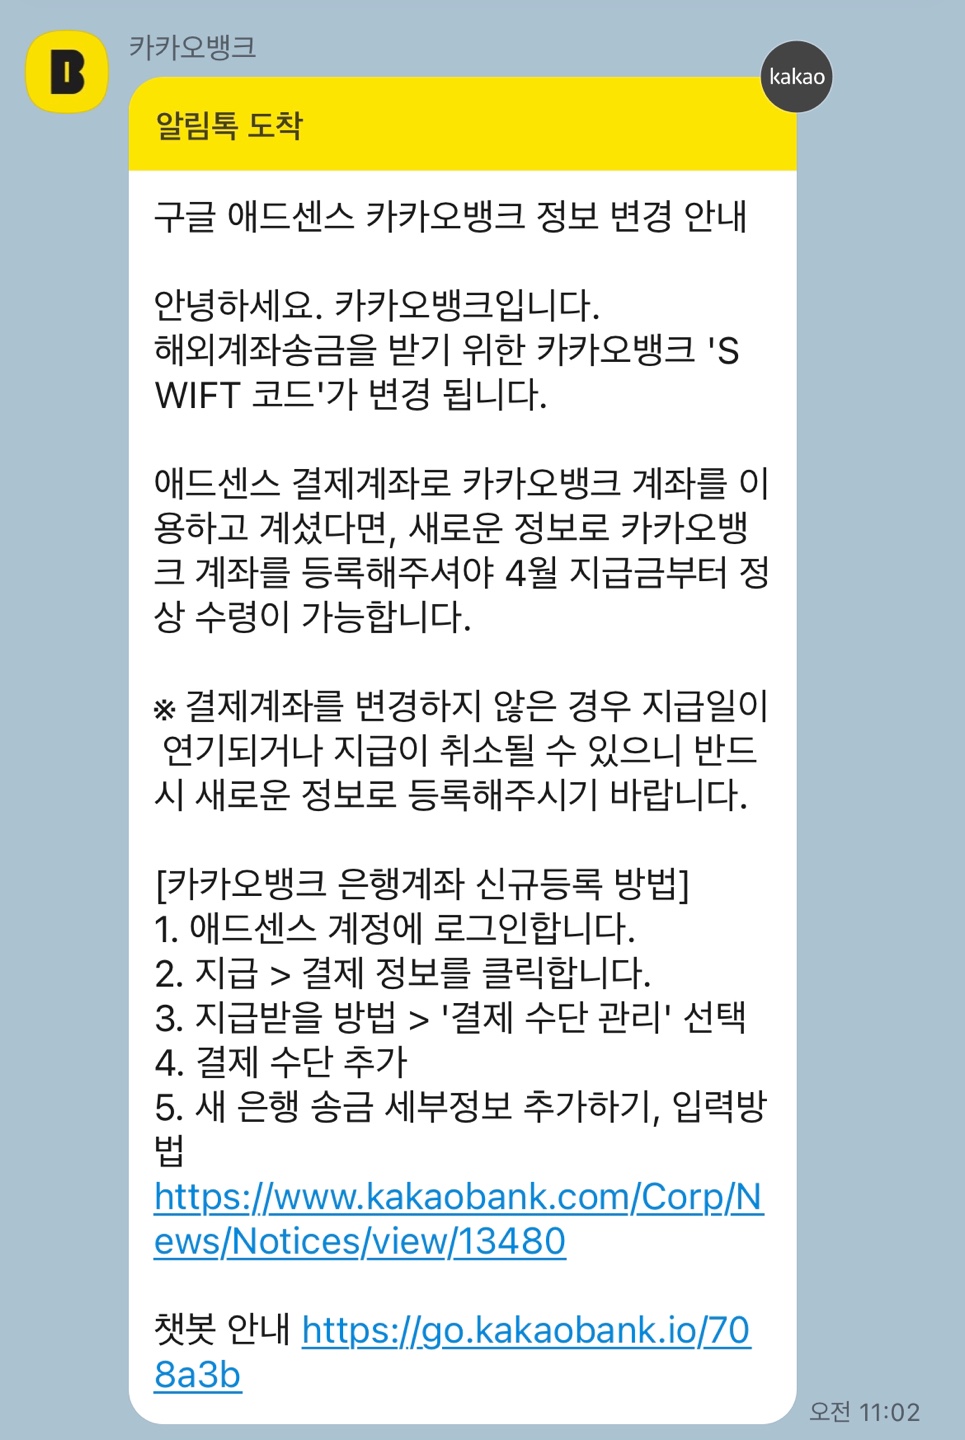 카카오뱅크
kakao
알림톡 도착
구글 애드센스 카카오뱅크 정보 변경 안내
안녕하세요. 카카오뱅크입니다.
해외계좌송금을 받기 위한 카카오뱅크 'S
WIFT 코드'가 변경 됩니다.
애드센스 결제계좌로 카카오뱅크 계좌를 이
용하고 계셨다면, 새로운 정보로 카카오뱅
크 계좌를 등록해주셔야 4월 지급금부터 정
상 수령이 가능합니다.
※ 결제계좌를 변경하지 않은 경우 지급일이
연기되거나 지급이 취소될 수 있으니 반드
시 새로운 정보로 등록해주시기 바랍니다.
[카카오뱅크 은행계좌 신규등록 방법]
1. 애드센스 계정에 로그인합니다.
2. 지급 > 결제 정보를 클릭합니다.
3. 지급받을 방법 > '결제 수단 관리' 선택
4. 결제 수단 추가
5. 새 은행 송금 세부정보 추가하기, 입력방
법
https://www.kakaobank.com/Corp/N
ews/Notices/view/13480
챗봇 안내 https://go.kakaobank.io/70
8a3b
오전 11:02